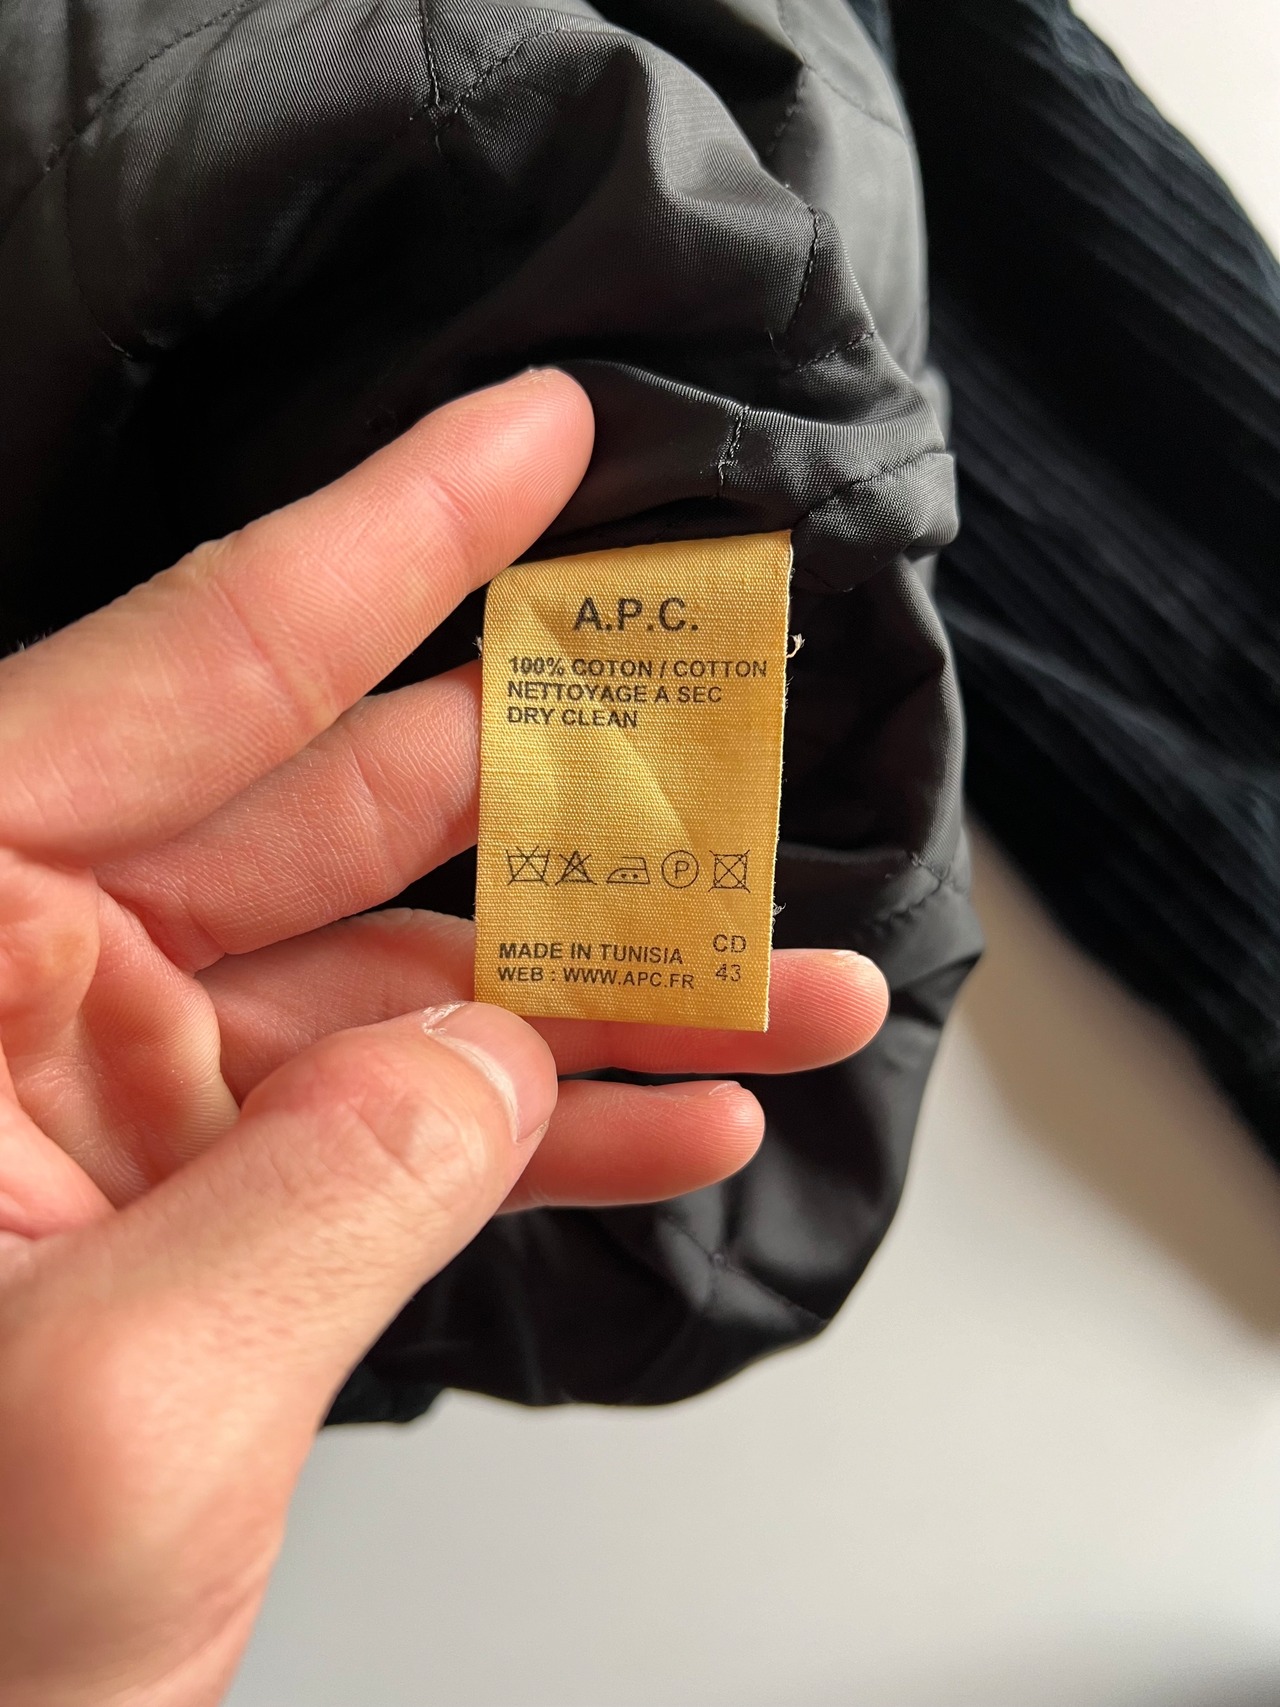 A.P.C.
100% COTON / COTTON
NETTOYAGE A SEC
DRY CLEAN
P
MADE IN TUNISIA
WEB : WWW.APC.FR
CD
43